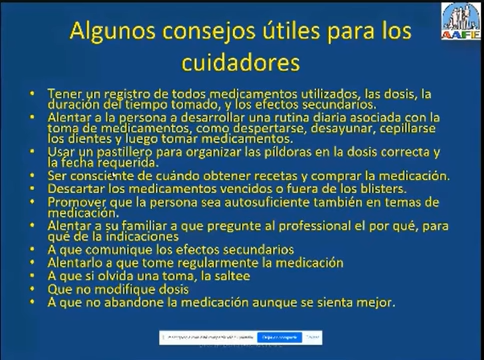 Algunos consejos útiles para los
cuidadores
AAFE
• Tener un registro de todos medicamentos utilizados, las dosis, la
duración del tiempo tomado, y los efectos secundarios.
• Alentar a la persona a desarrollar una rutina diaria asociada con la
toma de medicamentos, como despertarse, desayunar, cepillarse
los dientes y luego tomar medicamentos.
• Usar un pastillero para organizar las píldoras en la dosis correcta y
la fecha requerida.
• Ser consciente de cuándo obtener recetas y comprar la medicación.
• Descartar los medicamentos vencidos o fuera de los blisters.
• Promover que la persona sea autosuficiente también en temas de
medicación.
• Alentar a su familiar a que pregunte al professional el por qué, para
qué de la indicaciones
• A que comunique los efectos secundarios
• Alentarlo a que tome regularmente la medicación
• A que si olvida una toma, la saltee
• Que no modifique dosis
• A que no abandone la medicación aunque se sienta mejor.